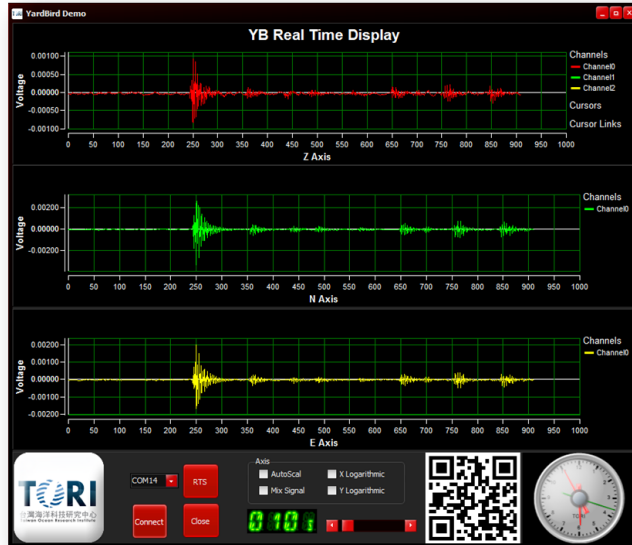 YardBird Demo
YB Real Time Display
Voltage
0.00100
0.00050
0.00000
-0.00050
-0.00100
0 50 100 150 200 250 300 350 400 450 500 550 600 650 700 750 800 850 900 950 1000
Z Axis
Channels
Channel0
Channel1
Channel2
Cursors
Cursor Links
Voltage
0.00200
0.00000
-0.00200
0 50 100 150 200 250 300 350 400 450 500 550 600 650 700 750 800 850 900 950 1000
N Axis
Channels
Channel0
Voltage
0.00200
0.00100
0.00000
-0.00100
-0.00200
0 50 100 150 200 250 300 350 400 450 500 550 600 650 700 750 800 850 900 950 1000
E Axis
Channels
Channel0
TORI
台灣海洋科技研究中心
Taiwan Ocean Research Institute
COM14
RTS
Connect
Close
Axis
AutoScal
X Logarithmic
Mix Signal
Y Logarithmic
010s
TORI